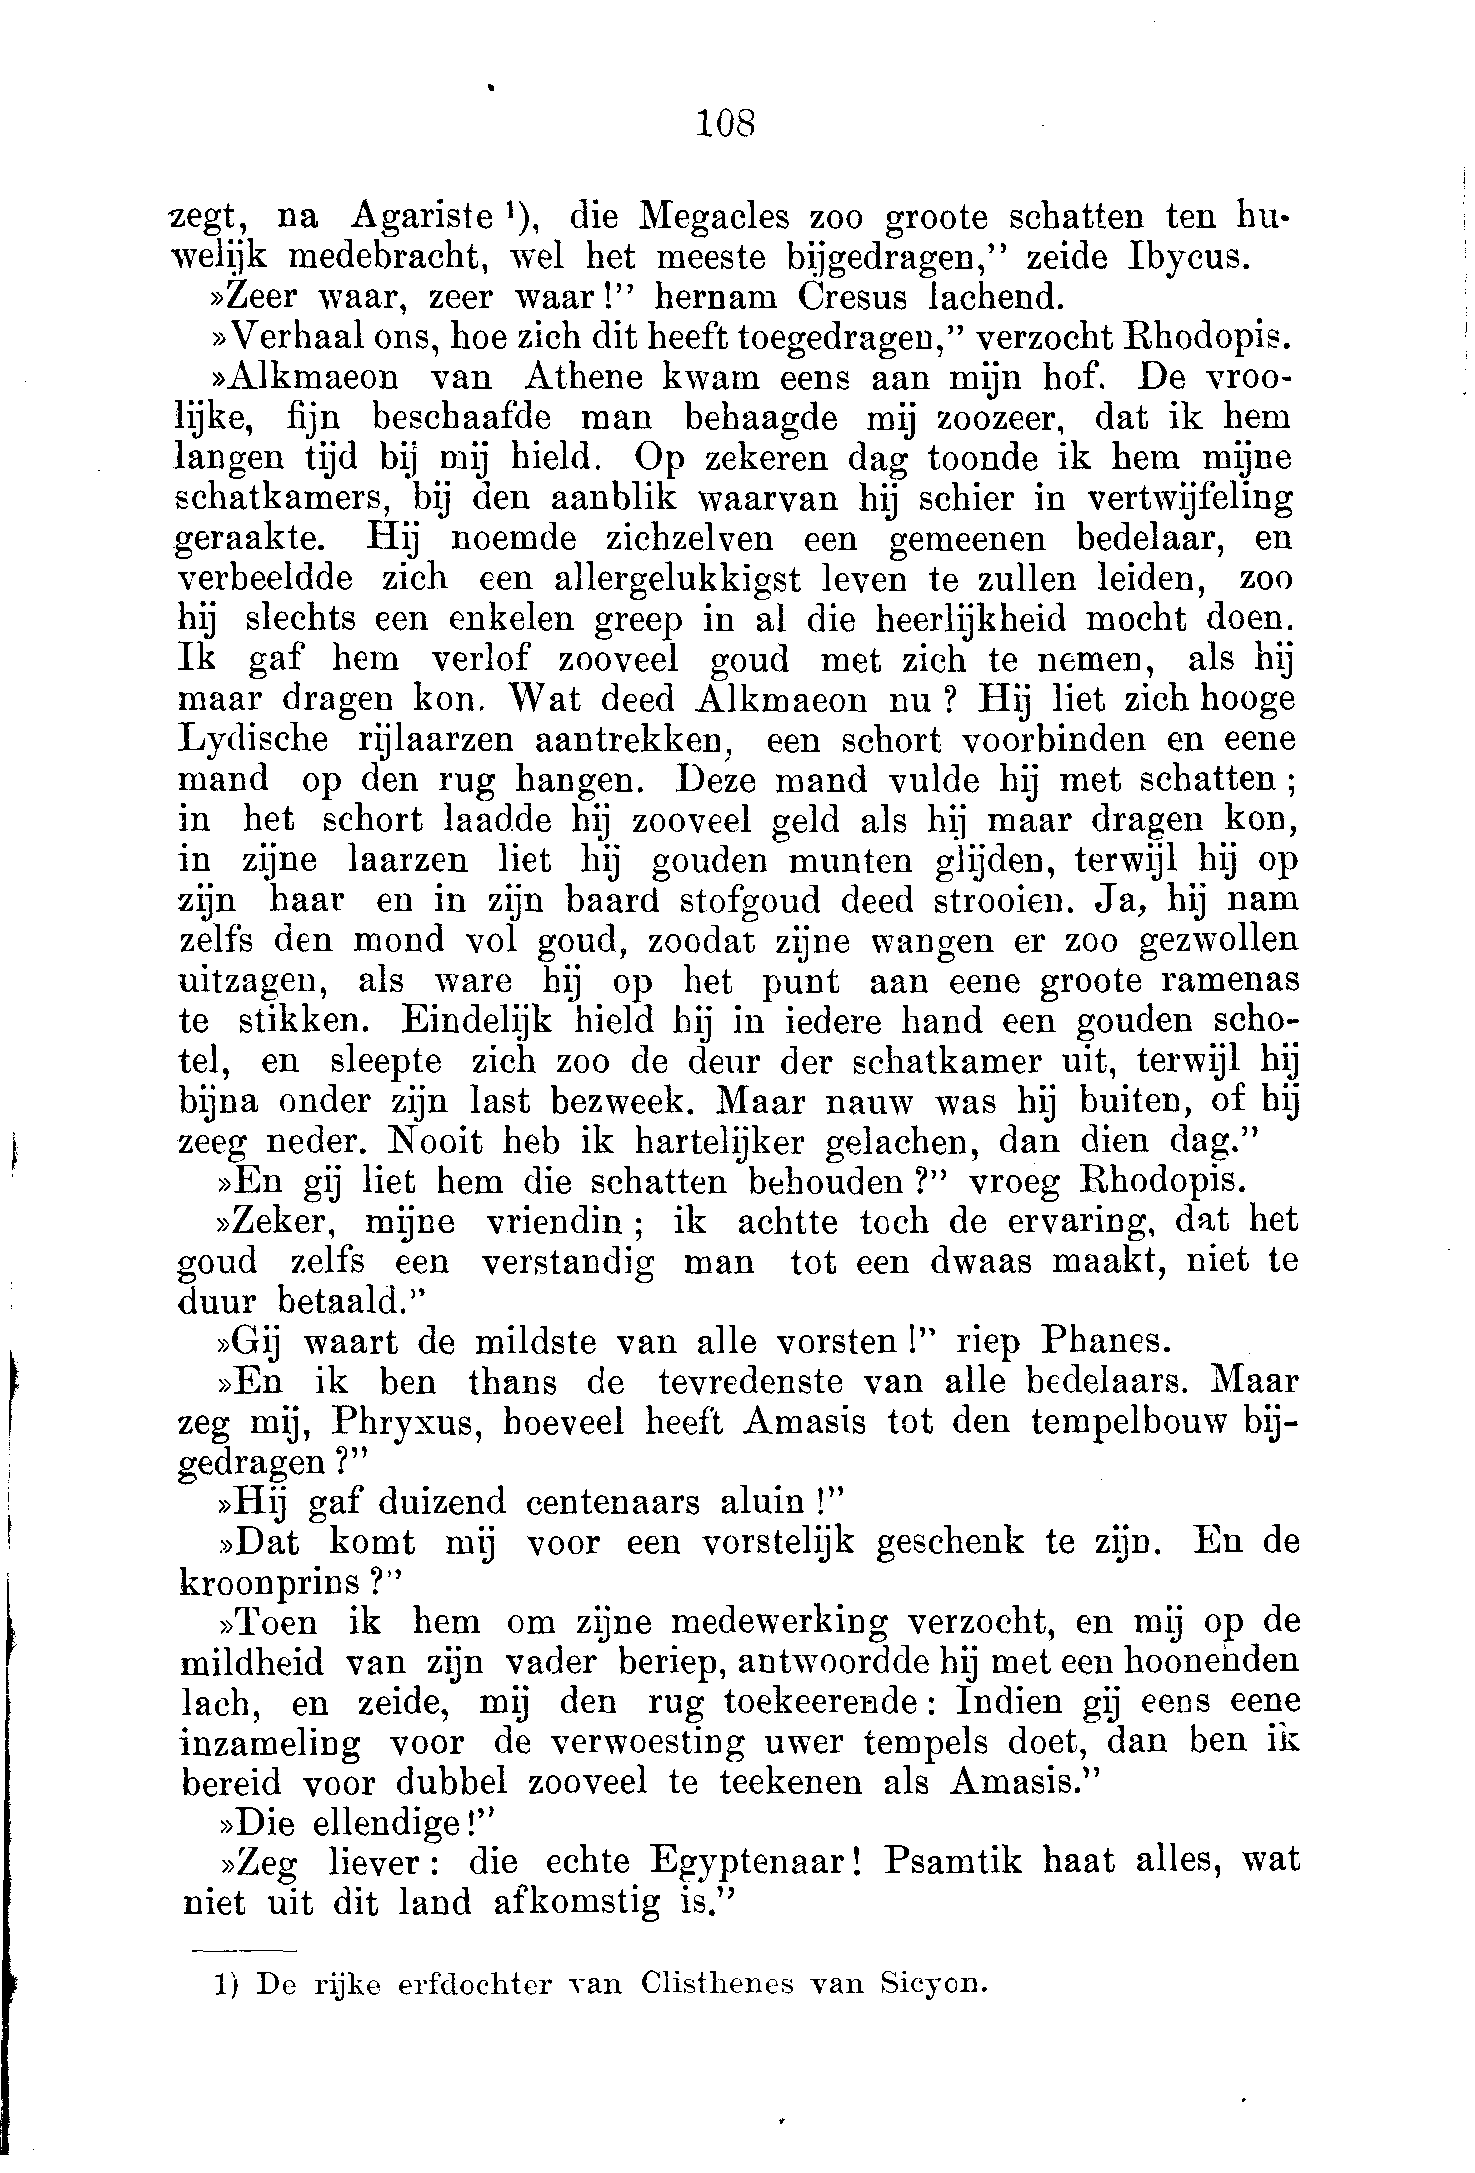 108
zegt, na Agariste ¹), die Megacles zoo groote schatten ten hu-
welijk medebracht, wel het meeste bijgedragen,” zeide Ibycus.
»Zeer waar, zeer waar!” hernam Cresus lachend.
»Verhaal ons, hoe zich dit heeft toegedragen,” verzocht Rhodopis.
»Alkmaeon van Athene kwam eens aan mijn hof. De vroo-
lijke, fijn beschaafde man behaagde mij zoozeer, dat ik hem
langen tijd bij mij hield. Op zekeren dag toonde ik hem mijne
schatkamers, bij den aanblik waarvan hij schier in vertwijfeling
geraakte. Hij noemde zichzelven een gemeenen bedelaar, en
verbeeldde zich een allergelukkigst leven te zullen leiden, zoo
hij slechts een enkelen greep in al die heerlijkheid mocht doen.
Ik gaf hem verlof zooveel goud met zich te nemen, als hij
maar dragen kon. Wat deed Alkmaeon nu? Hij liet zich hooge
Lydische rijlaarzen aantrekken, een schort voorbinden en eene
mand op den rug hangen. Deze mand vulde hij met schatten;
in het schort laadde hij zooveel geld als hij maar dragen kon,
in zijne laarzen liet hij gouden munten glijden, terwijl hij op
zijn haar en in zijn baard stofgoud deed strooien. Ja, hij nam
zelfs den mond vol goud, zoodat zijne wangen er zoo gezwollen
uitzagen, als ware hij op het punt aan eene groote ramenas
te stikken. Eindelijk hield hij in iedere hand een gouden scho-
tel, en sleepte zich zoo de deur der schatkamer uit, terwijl hij
bijna onder zijn last bezweek. Maar nauw was hij buiten, of hij
zeeg neder. Nooit heb ik hartelijker gelachen, dan dien dag.”
»En gij liet hem die schatten behouden?” vroeg Rhodopis.
»Zeker, mijne vriendin; ik achtte toch de ervaring, dat het
goud zelfs een verstandig man tot een dwaas maakt, niet te
duur betaald.”
»Gij waart de mildste van alle vorsten!” riep Phanes.
»En ik ben thans de tevredenste van alle bedelaars. Maar
zeg mij, Phryxus, hoeveel heeft Amasis tot den tempelbouw bij-
gedragen?”
»Hij gaf duizend centenaars aluin!”
»Dat komt mij voor een vorstelijk geschenk te zijn. En de
kroonprins?”
»Toen ik hem om zijne medewerking verzocht, en mij op de
mildheid van zijn vader beriep, antwoordde hij met een hoonenden
lach, en zeide, mij den rug toekeerende: Indien gij eens eene
inzameling voor de verwoesting uwer tempels doet, dan ben ik
bereid voor dubbel zooveel te teekenen als Amasis.”
»Die ellendige!”
»Zeg liever: die echte Egyptenaar! Psamtik haat alles, wat
niet uit dit land afkomstig is.”
1) De rijke erfdochter van Clisthenes van Sicyon.